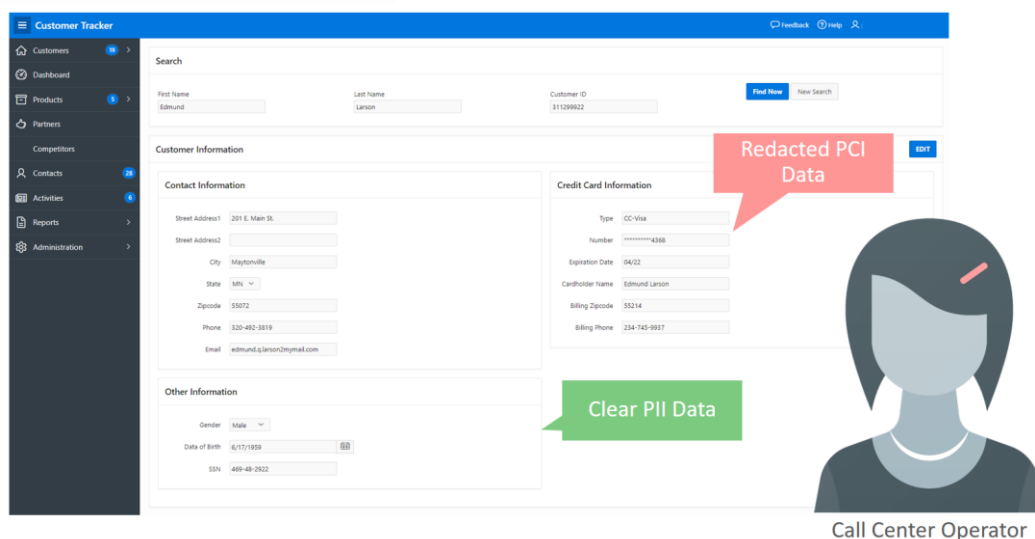 Customer Tracker
Feedback Help
Customers 18
Dashboard
Products 5
Partners
Competitors
Contacts 28
Activities 6
Reports
Administration
Search
First Name Last Name Customer ID
Edmund Larson 311299922
Find Now New Search
Customer Information
EDIT
Redacted PCI
Data
Contact Information
Street Address1 201 E. Main St.
Street Address2
City Maytonville
State MN
Zipcode 55072
Phone 320-492-3819
Email edmund.q.larson2mymail.com
Credit Card Information
Type CC-Visa
Number **********4368
Expiration Date 04/22
Cardholder Name Edmund Larson
Billing Zipcode 55214
Billing Phone 234-745-9937
Other Information
Gender Male
Data of Birth 6/17/1959
SSN 469-48-2922
Clear PII Data
Call Center Operator